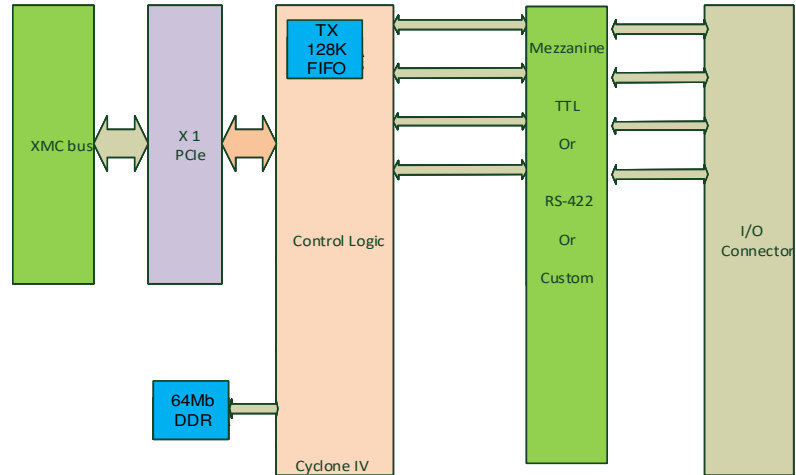 XMC bus
X 1
PCIe
TX
128K
FIFO
Control Logic
Cyclone IV
64Mb
DDR
Mezzanine
TTL
Or
RS-422
Or
Custom
I/O
Connector